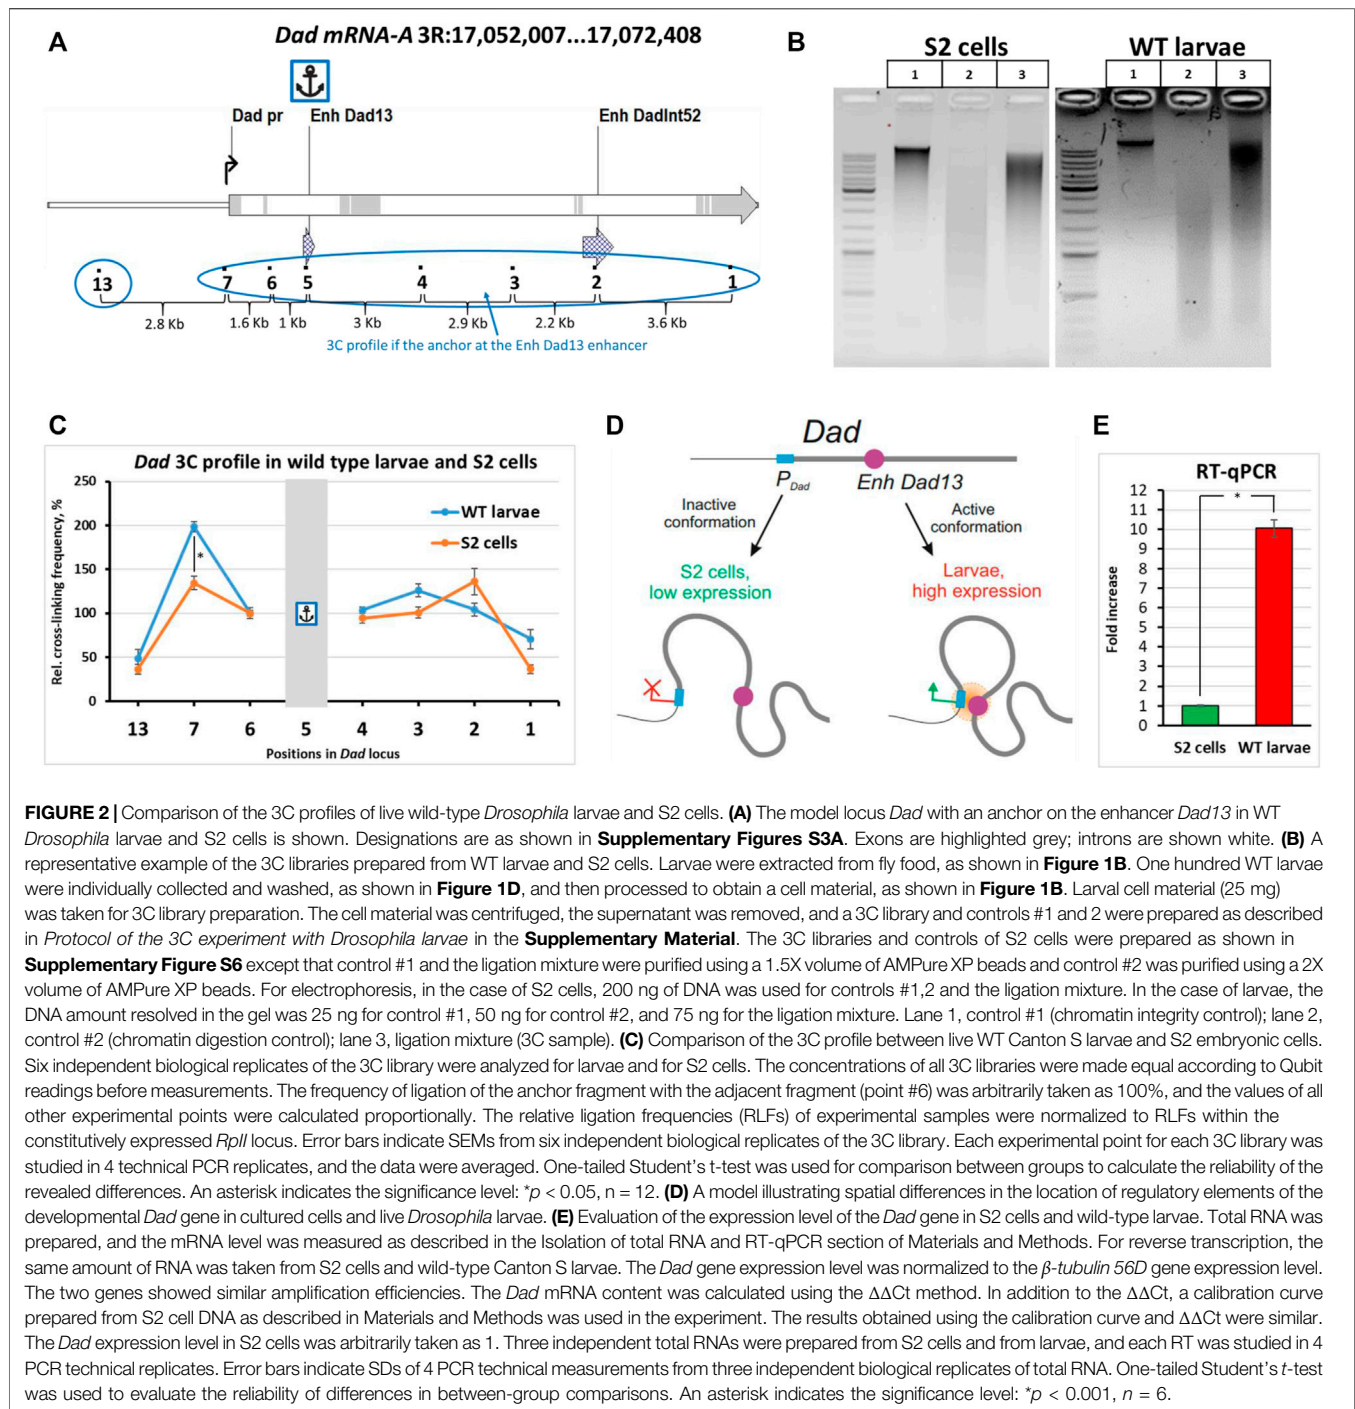 A
Dad mRNA-A 3R:17,052,007...17,072,408
Dad pr
Enh Dad13
Enh DadInt52
13
7
6
5
4
3
2
1
2.8 Kb
1.6 Kb
1 Kb
3 Kb
2.9 Kb
2.2 Kb
3.6 Kb
3C profile if the anchor at the Enh Dad13 enhancer
B
S2 cells
WT larvae
1
2
3
1
2
3
C
Dad 3C profile in wild type larvae and S2 cells
Rel. cross-linking frequency, %
250
200
150
100
50
0
WT larvae
S2 cells
*
13
7
6
5
4
3
2
1
Positions in Dad locus
D
Dad
PDad
Enh Dad13
Inactive
conformation
Active
conformation
S2 cells,
low expression
Larvae,
high expression
E
RT-qPCR
Fold increase
12
11
10
9
8
7
6
5
4
3
2
1
0
*
S2 cells
WT larvae
FIGURE 2 | Comparison of the 3C profiles of live wild-type Drosophila larvae and S2 cells. (A) The model locus Dad with an anchor on the enhancer Dad13 in WT
Drosophila larvae and S2 cells is shown. Designations are as shown in Supplementary Figures S3A. Exons are highlighted grey; introns are shown white. (B) A
representative example of the 3C libraries prepared from WT larvae and S2 cells. Larvae were extracted from fly food, as shown in Figure 1B. One hundred WT larvae
were individually collected and washed, as shown in Figure 1D, and then processed to obtain a cell material, as shown in Figure 1B. Larval cell material (25 mg)
was taken for 3C library preparation. The cell material was centrifuged, the supernatant was removed, and a 3C library and controls #1 and 2 were prepared as described
in Protocol of the 3C experiment with Drosophila larvae in the Supplementary Material. The 3C libraries and controls of S2 cells were prepared as shown in
Supplementary Figure S6 except that control #1 and the ligation mixture were purified using a 1.5X volume of AMPure XP beads and control #2 was purified using a 2X
volume of AMPure XP beads. For electrophoresis, in the case of S2 cells, 200 ng of DNA was used for controls #1,2 and the ligation mixture. In the case of larvae, the
DNA amount resolved in the gel was 25 ng for control #1, 50 ng for control #2, and 75 ng for the ligation mixture. Lane 1, control #1 (chromatin integrity control); lane 2,
control #2 (chromatin digestion control); lane 3, ligation mixture (3C sample). (C) Comparison of the 3C profile between live WT Canton S larvae and S2 embryonic cells.
Six independent biological replicates of the 3C library were analyzed for larvae and for S2 cells. The concentrations of all 3C libraries were made equal according to Qubit
readings before measurements. The frequency of ligation of the anchor fragment with the adjacent fragment (point #6) was arbitrarily taken as 100%, and the values of all
other experimental points were calculated proportionally. The relative ligation frequencies (RLFs) of experimental samples were normalized to RLFs within the
constitutively expressed RpII locus. Error bars indicate SEMs from six independent biological replicates of the 3C library. Each experimental point for each 3C library was
studied in 4 technical PCR replicates, and the data were averaged. One-tailed Student's t-test was used for comparison between groups to calculate the reliability of the
revealed differences. An asterisk indicates the significance level: *p < 0.05, n = 12. (D) A model illustrating spatial differences in the location of regulatory elements of the
developmental Dad gene in cultured cells and live Drosophila larvae. (E) Evaluation of the expression level of the Dad gene in S2 cells and wild-type larvae. Total RNA was
prepared, and the mRNA level was measured as described in the Isolation of total RNA and RT-qPCR section of Materials and Methods. For reverse transcription, the
same amount of RNA was taken from S2 cells and wild-type Canton S larvae. The Dad gene expression level was normalized to the β-tubulin 56D gene expression level.
The two genes showed similar amplification efficiencies. The Dad mRNA content was calculated using the ΔΔCt method. In addition to the ΔΔCt, a calibration curve
prepared from S2 cell DNA as described in Materials and Methods was used in the experiment. The results obtained using the calibration curve and ΔΔCt were similar.
The Dad expression level in S2 cells was arbitrarily taken as 1. Three independent total RNAs were prepared from S2 cells and from larvae, and each RT was studied in 4
PCR technical replicates. Error bars indicate SDs of 4 PCR technical measurements from three independent biological replicates of total RNA. One-tailed Student's t-test
was used to evaluate the reliability of differences in between-group comparisons. An asterisk indicates the significance level: *p < 0.001, n = 6.